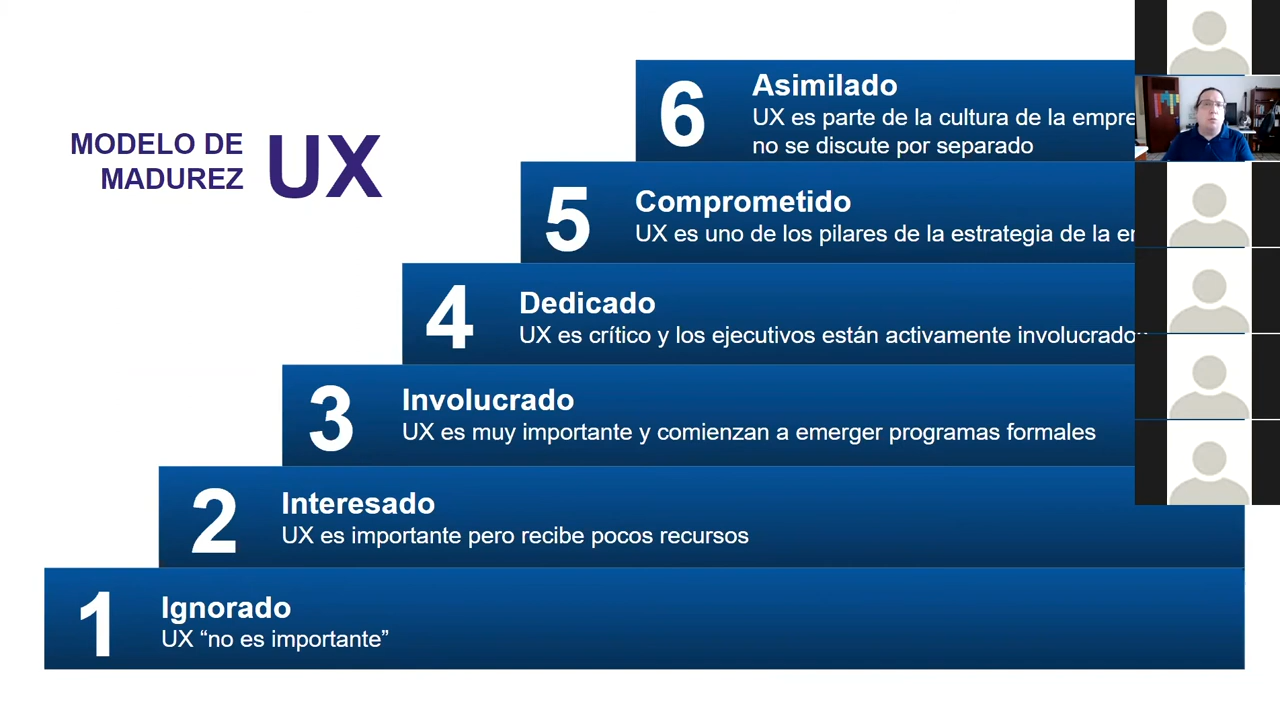 MODELO DE
MADUREZ
UX
6
Asimilado
UX es parte de la cultura de la
no se discute por separado
5
Comprometido
UX es uno de los pilares de la estrategia de la
4
Dedicado
UX es crítico y los ejecutivos están activamente
3
Involucrado
UX es muy importante y comienzan a emerger programas formales
2
Interesado
UX es importante pero recibe pocos recursos
1
Ignorado
UX “no es importante”